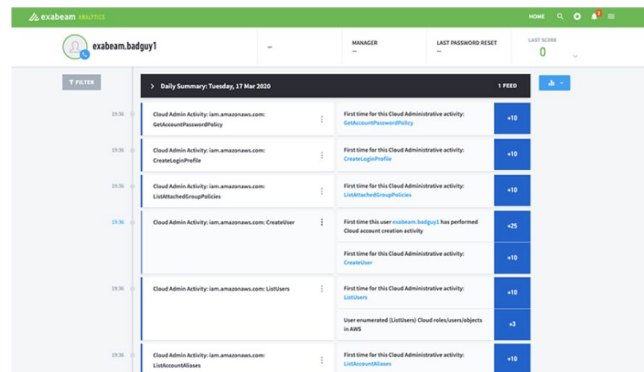 exabeam ANALYTICS
HOME
2
exabeam.badguy1
--
MANAGER
--
LAST PASSWORD RESET
--
LAST SCORE
0
FILTER
> Daily Summary: Tuesday, 17 Mar 2020
1 FEED
19:36
Cloud Admin Activity: iam.amazonaws.com:
GetAccountPasswordPolicy
First time for this Cloud Administrative activity:
GetAccountPasswordPolicy
+10
19:36
Cloud Admin Activity: iam.amazonaws.com:
CreateLoginProfile
First time for this Cloud Administrative activity:
CreateLoginProfile
+10
19:36
Cloud Admin Activity: iam.amazonaws.com:
ListAttachedGroupPolicies
First time for this Cloud Administrative activity:
ListAttachedGroupPolicies
+10
19:36
Cloud Admin Activity: iam.amazonaws.com: CreateUser
First time this user exabeam.badguy1 has performed
Cloud account creation activity
+25
First time for this Cloud Administrative activity:
CreateUser
+10
19:36
Cloud Admin Activity: iam.amazonaws.com: ListUsers
First time for this Cloud Administrative activity:
ListUsers
+10
User enumerated (ListUsers) Cloud roles/users/objects
in AWS
+3
19:36
Cloud Admin Activity: iam.amazonaws.com:
ListAccountAliases
First time for this Cloud Administrative activity:
ListAccountAliases
+10